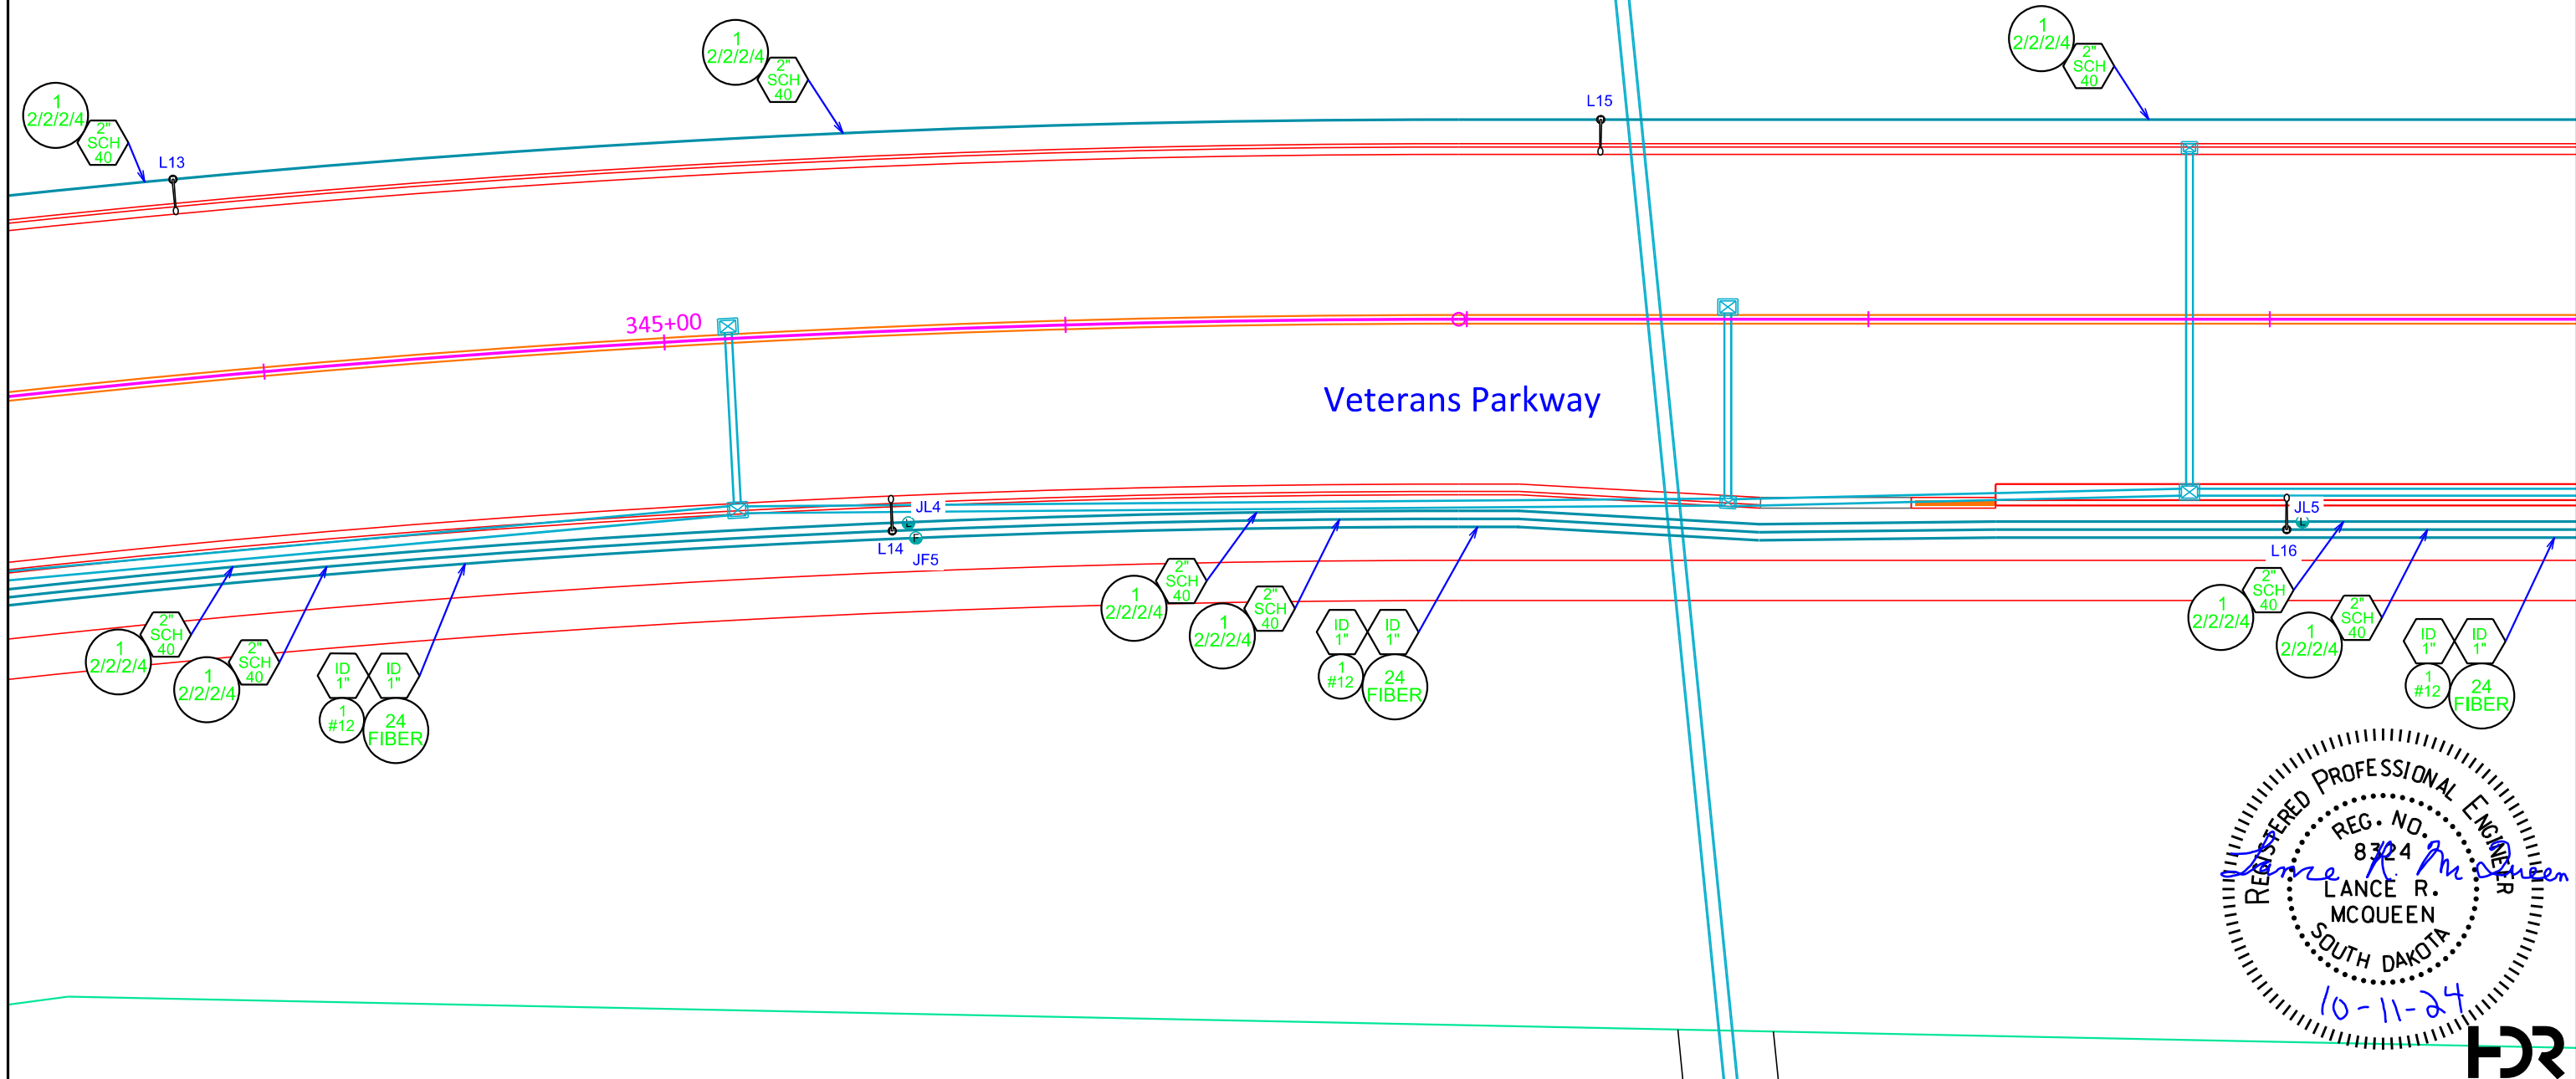 1
2/2/2/4
2"
SCH
40
L13
1
2/2/2/4
2"
SCH
40
L15
1
2/2/2/4
2"
SCH
40
345+00
Veterans Parkway
L
JL4
F
L14
JF5
L
JL5
L16
1
2/2/2/4
2"
SCH
40
1
2/2/2/4
2"
SCH
40
ID
1"
ID
1"
1
#12
24
FIBER
1
2/2/2/4
2"
SCH
40
1
2/2/2/4
2"
SCH
40
ID
1"
ID
1"
1
#12
24
FIBER
1
2/2/2/4
2"
SCH
40
1
2/2/2/4
2"
SCH
40
ID
1"
ID
1"
1
#12
24
FIBER
REGISTERED PROFESSIONAL ENGINEER
REG. NO.
8324
Lance R. McQueen
LANCE R.
MCQUEEN
SOUTH DAKOTA
10-11-24
HDR